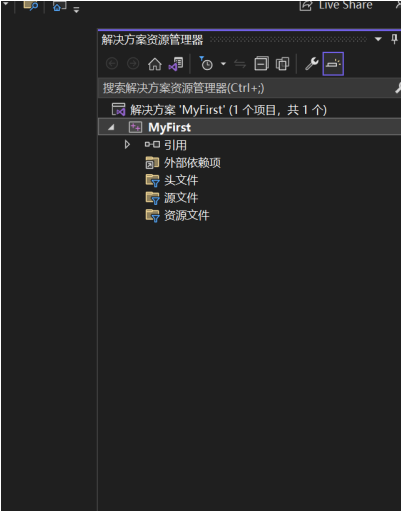 Live Share
解决方案资源管理器
搜索解决方案资源管理器(Ctrl+;)
解决方案 'MyFirst' (1 个项目，共 1 个)
MyFirst
引用
外部依赖项
头文件
源文件
资源文件